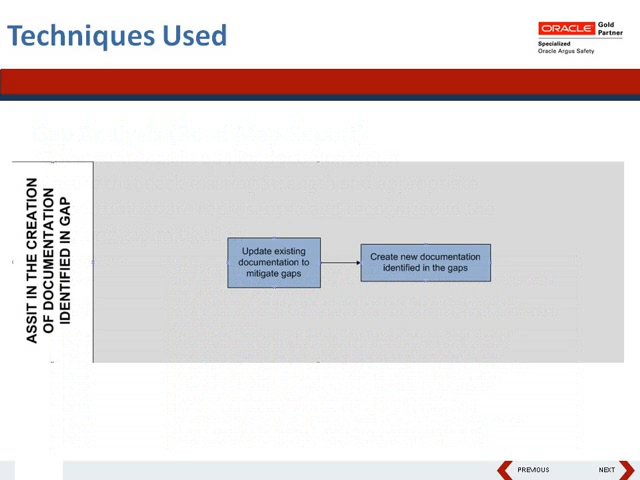 Techniques Used
ORACLE
Gold
Partner
Specialized
Oracle Argus Safety
ASSIT IN THE CREATION
OF DOCUMENTATION
IDENTIFIED IN GAP
Update existing
documentation to
mitigate gaps
Create new documentation
identified in the gaps
PREVIOUS
NEXT